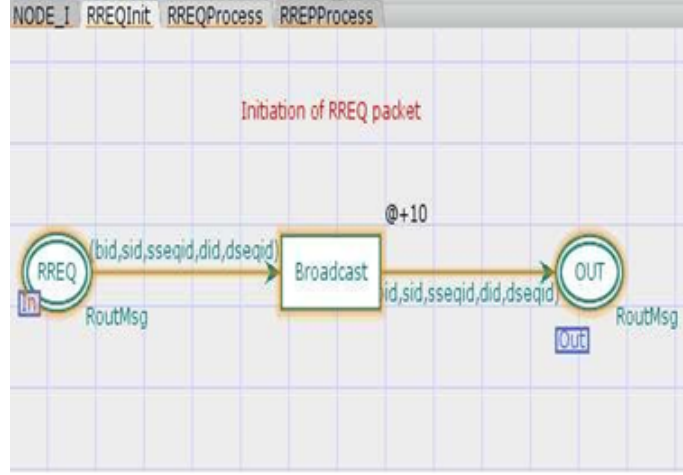 NODE_I RREQInit RREQProcess RREPProcess
Initiation of RREQ packet
@+10
(bid,sid,sseqid,did,dseqid)
RREQ
Broadcast
OUT
id,sid,sseqid,did,dseqid)
In
RoutMsg
RoutMsg
Out